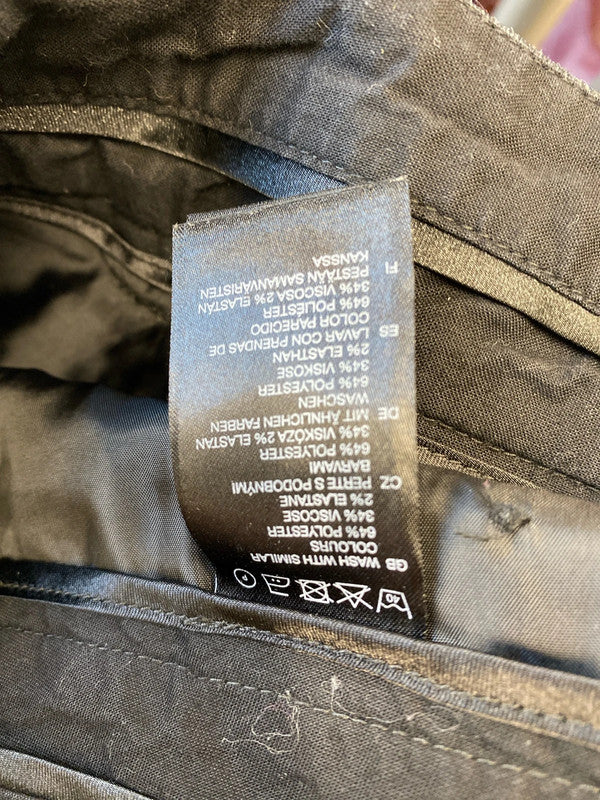 40 P
GB WASH WITH SIMILAR
COLOURS
64% POLYESTER
34% VISCOSE
2% ELASTANE
CZ PERTE S PODOBNÝMI
BARVAMI
64% POLYESTER
34% VISKÓZA 2% ELASTAN
DE MIT ÄHNLICHEN FARBEN
WASCHEN
64% POLYESTER
34% VISKOSE
2% ELASTHAN
ES LAVAR CON PRENDAS DE
COLOR PARECIDO
64% POLIÉSTER
34% VISCOSA 2% ELASTÁN
FI PESTÄÄN SAMANVÄRISTEN
KANSSA